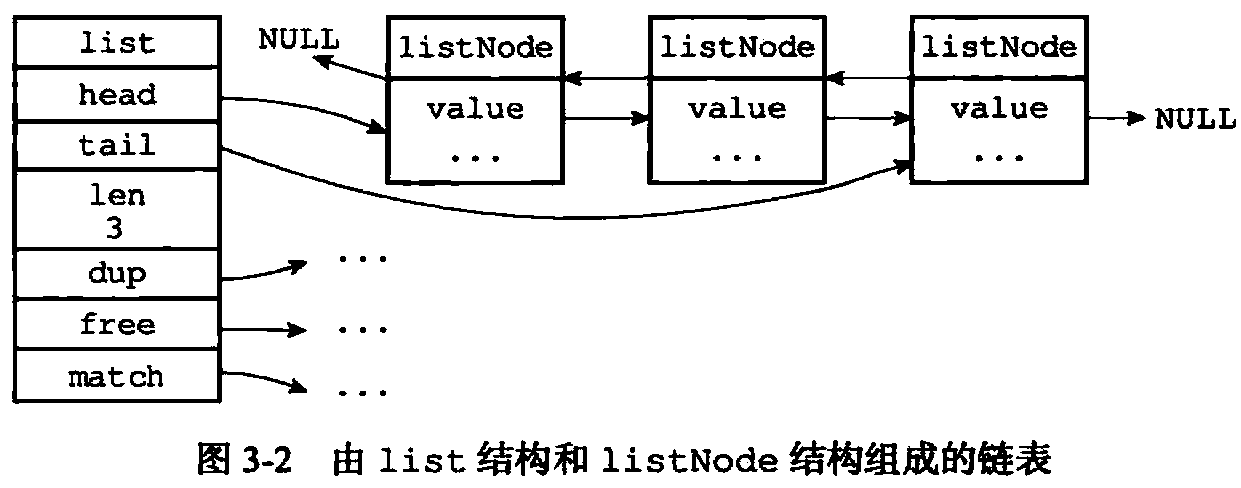 list
head
tail
len
3
dup
free
match
NULL
listNode
value
...
listNode
value
...
listNode
value
...
NULL
...
...
...
图 3-2 由 list 结构和 listNode 结构组成的链表